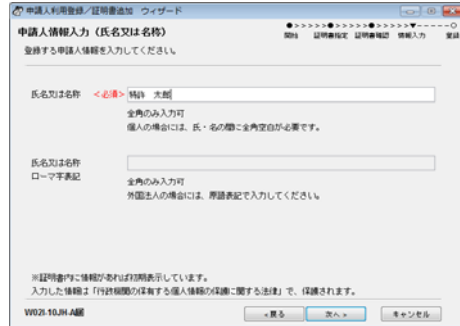 申請人利用登録／証明書追加 ウィザード
申請人情報入力（氏名又は名称）
●>>>>>●>>>>>●>>>>>▼-----○
開始 証明書指定 証明書確認 情報入力 登録
登録する申請人情報を入力してください。
氏名又は名称 <必須> 特許　太郎
全角のみ入力可
個人の場合には、氏・名の間に全角空白が必要です。
氏名又は名称
ローマ字表記
全角のみ入力可
外国法人の場合には、原語表記で入力してください。
※証明書内に情報があれば初期表示しています。
入力した情報は「行政機関の保有する個人情報の保護に関する法律」で、保護されます。
W021-10JH-A版
<戻る 次へ> キャンセル